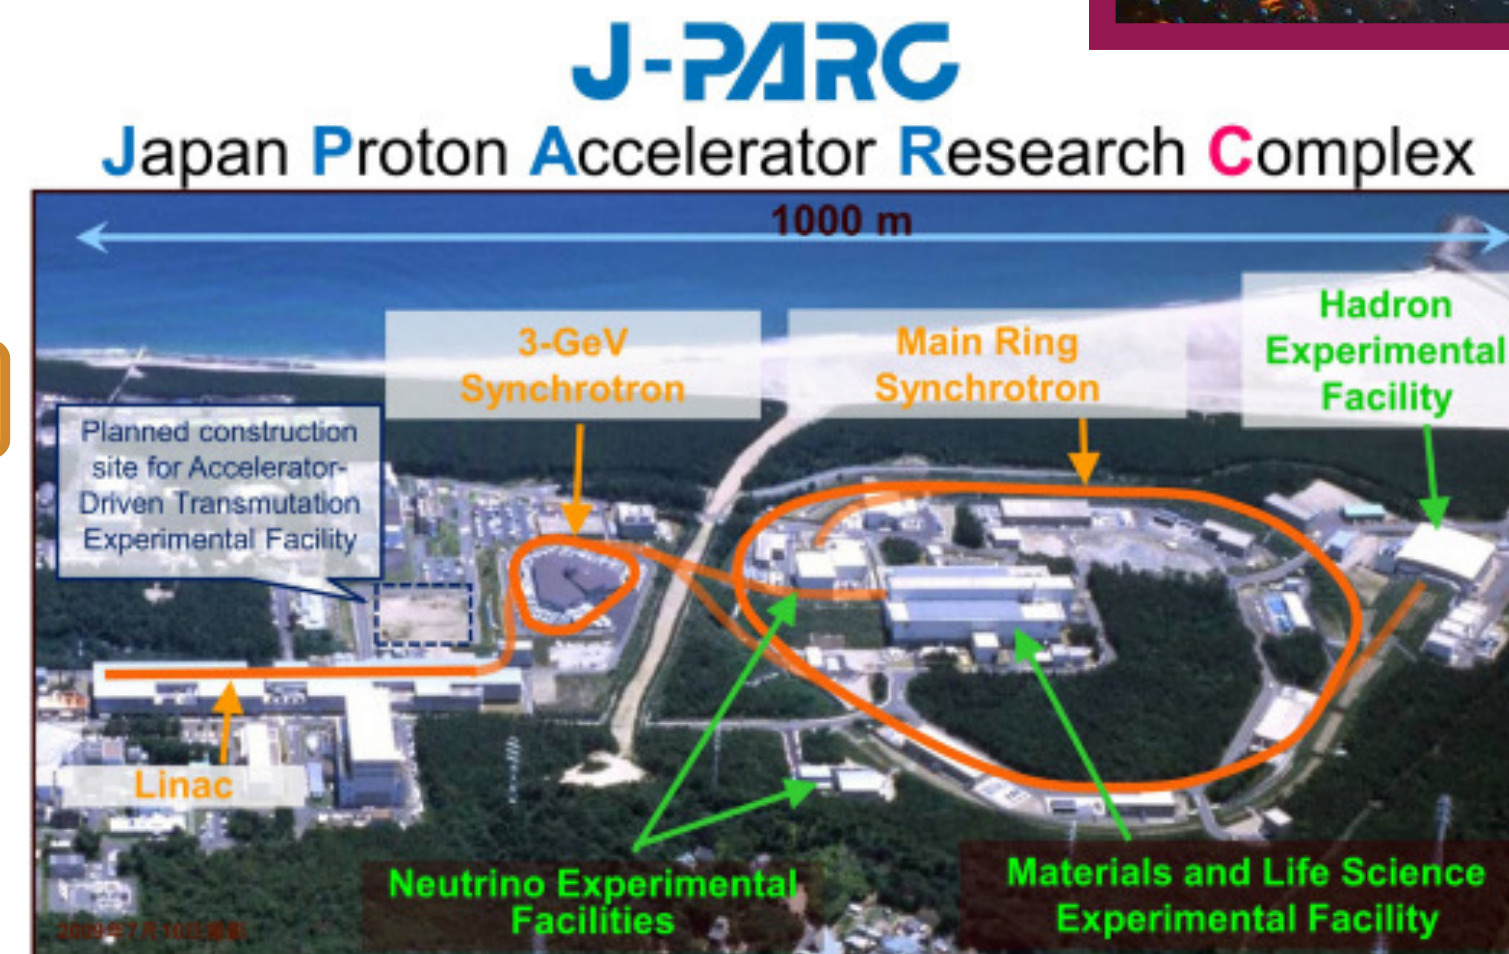 J-PARC
Japan Proton Accelerator Research Complex
1000 m
3-GeV
Synchrotron
Main Ring
Synchrotron
Hadron
Experimental
Facility
Planned construction
site for Accelerator-
Driven Transmutation
Experimental Facility
Linac
Neutrino Experimental
Facilities
Materials and Life Science
Experimental Facility